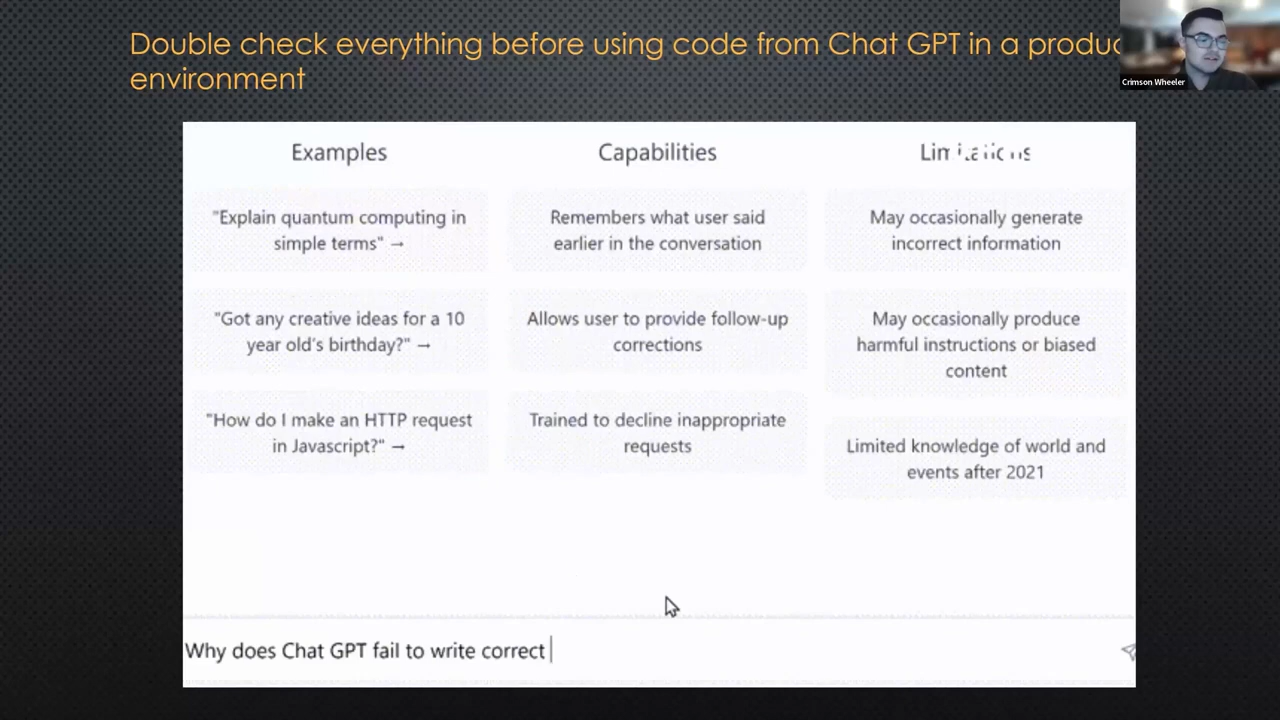 Double check everything before using code from Chat GPT in a
environment
Crimson Wheeler
Examples
Capabilities
"Explain quantum computing in
simple terms" →
Remembers what user said
earlier in the conversation
May occasionally generate
incorrect information
"Got any creative ideas for a 10
year old's birthday?" →
Allows user to provide follow-up
corrections
May occasionally produce
harmful instructions or biased
content
"How do I make an HTTP request
in Javascript?" →
Trained to decline inappropriate
requests
Limited knowledge of world and
events after 2021
Why does Chat GPT fail to write correct